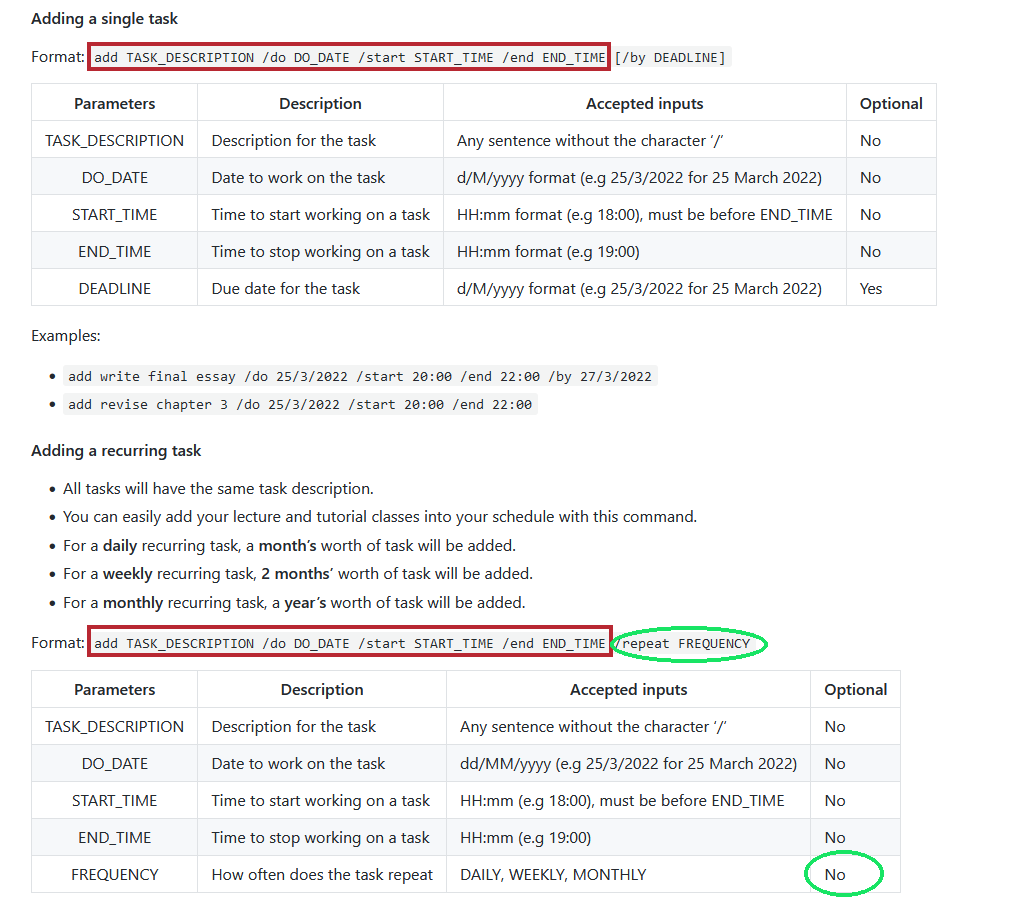 Adding a single task
Format: add TASK_DESCRIPTION /do DO_DATE /start START_TIME /end END_TIME [/by DEADLINE]
Parameters Description Accepted inputs Optional
TASK_DESCRIPTION Description for the task Any sentence without the character ‘/’ No
DO_DATE Date to work on the task d/M/yyyy format (e.g 25/3/2022 for 25 March 2022) No
START_TIME Time to start working on a task HH:mm format (e.g 18:00), must be before END_TIME No
END_TIME Time to stop working on a task HH:mm format (e.g 19:00) No
DEADLINE Due date for the task d/M/yyyy format (e.g 25/3/2022 for 25 March 2022) Yes
Examples:
• add write final essay /do 25/3/2022 /start 20:00 /end 22:00 /by 27/3/2022
• add revise chapter 3 /do 25/3/2022 /start 20:00 /end 22:00
Adding a recurring task
• All tasks will have the same task description.
• You can easily add your lecture and tutorial classes into your schedule with this command.
• For a daily recurring task, a month’s worth of task will be added.
• For a weekly recurring task, 2 months’ worth of task will be added.
• For a monthly recurring task, a year’s worth of task will be added.
Format: add TASK_DESCRIPTION /do DO_DATE /start START_TIME /end END_TIME /repeat FREQUENCY
Parameters Description Accepted inputs Optional
TASK_DESCRIPTION Description for the task Any sentence without the character ‘/’ No
DO_DATE Date to work on the task dd/MM/yyyy (e.g 25/3/2022 for 25 March 2022) No
START_TIME Time to start working on a task HH:mm (e.g 18:00), must be before END_TIME No
END_TIME Time to stop working on a task HH:mm (e.g 19:00) No
FREQUENCY How often does the task repeat DAILY, WEEKLY, MONTHLY No